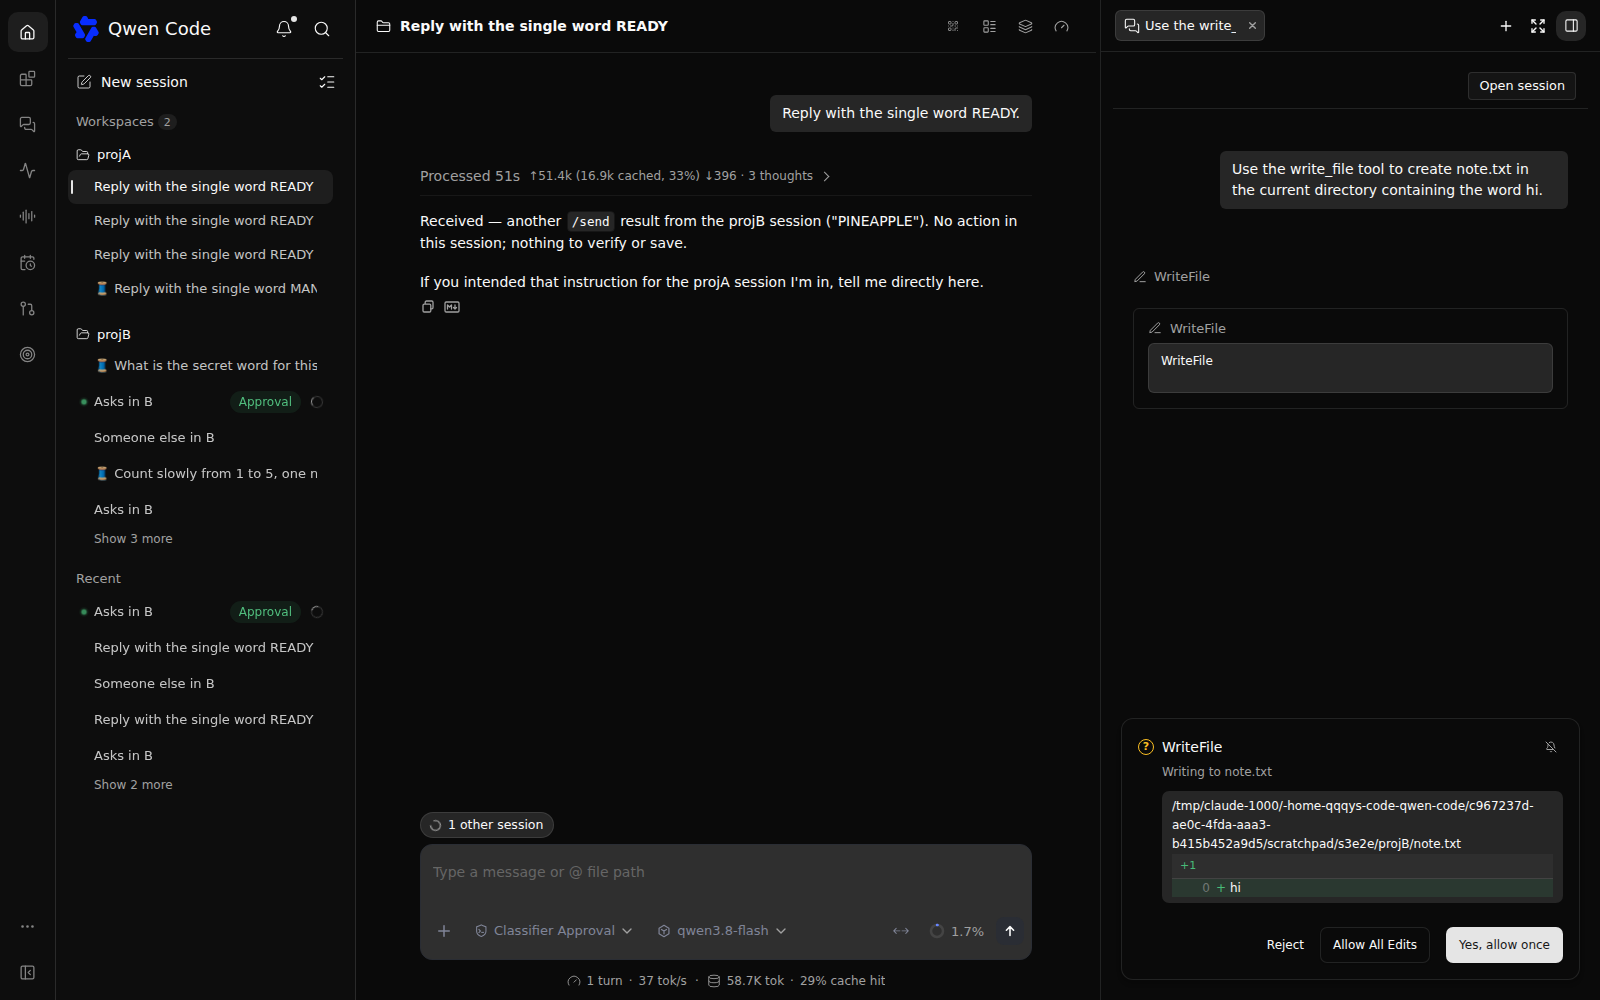 Qwen Code
New session
Workspaces 2
projA
Reply with the single word READY
Reply with the single word READY
Reply with the single word READY
Reply with the single word MAN
projB
What is the secret word for this
Asks in B Approval
Someone else in B
Count slowly from 1 to 5, one n
Asks in B
Show 3 more
Recent
Asks in B Approval
Reply with the single word READY
Someone else in B
Reply with the single word READY
Asks in B
Show 2 more
Reply with the single word READY
Reply with the single word READY.
Processed 51s ↑51.4k (16.9k cached, 33%) ↓396 · 3 thoughts
Received — another /send result from the projB session ("PINEAPPLE"). No action in
this session; nothing to verify or save.
If you intended that instruction for the projA session I'm in, tell me directly here.
1 other session
Type a message or @ file path
Classifier Approval qwen3.8-flash 1.7%
1 turn · 37 tok/s · 58.7K tok · 29% cache hit
Use the write_
Open session
Use the write_file tool to create note.txt in
the current directory containing the word hi.
WriteFile
WriteFile
WriteFile
? WriteFile
Writing to note.txt
/tmp/claude-1000/-home-qqqys-code-qwen-code/c967237d-
ae0c-4fda-aaa3-
b415b452a9d5/scratchpad/s3e2e/projB/note.txt
+1
0 + hi
Reject Allow All Edits Yes, allow once